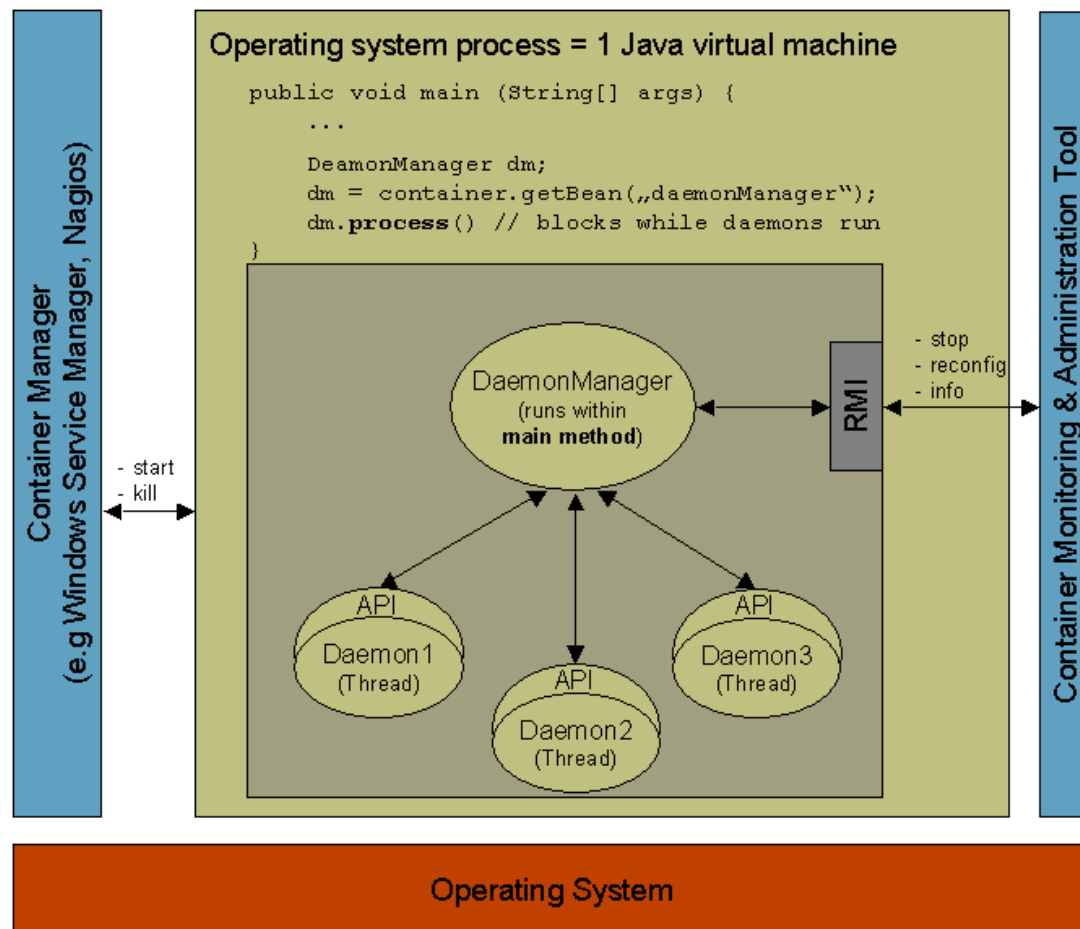 Operating system process = 1 Java virtual machine
public void main (String[] args) {
...
DeamonManager dm;
dm = container.getBean(„daemonManager“);
dm.process() // blocks while daemons run
}
Container Manager
(e.g Windows Service Manager, Nagios)
- start
- kill
DaemonManager
(runs within
main method)
RMI
- stop
- reconfig
- info
Container Monitoring & Administration Tool
API
Daemon1
(Thread)
API
Daemon2
(Thread)
API
Daemon3
(Thread)
Operating System